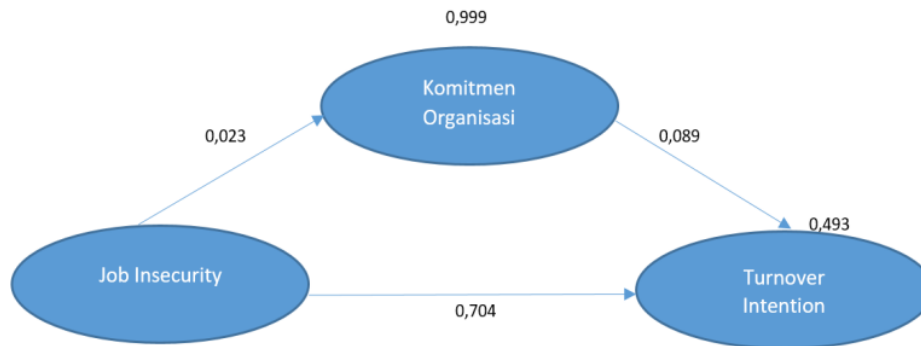 0,999
Komitmen
Organisasi
0,023
0,089
0,493
Job Insecurity
Turnover
Intention
0,704